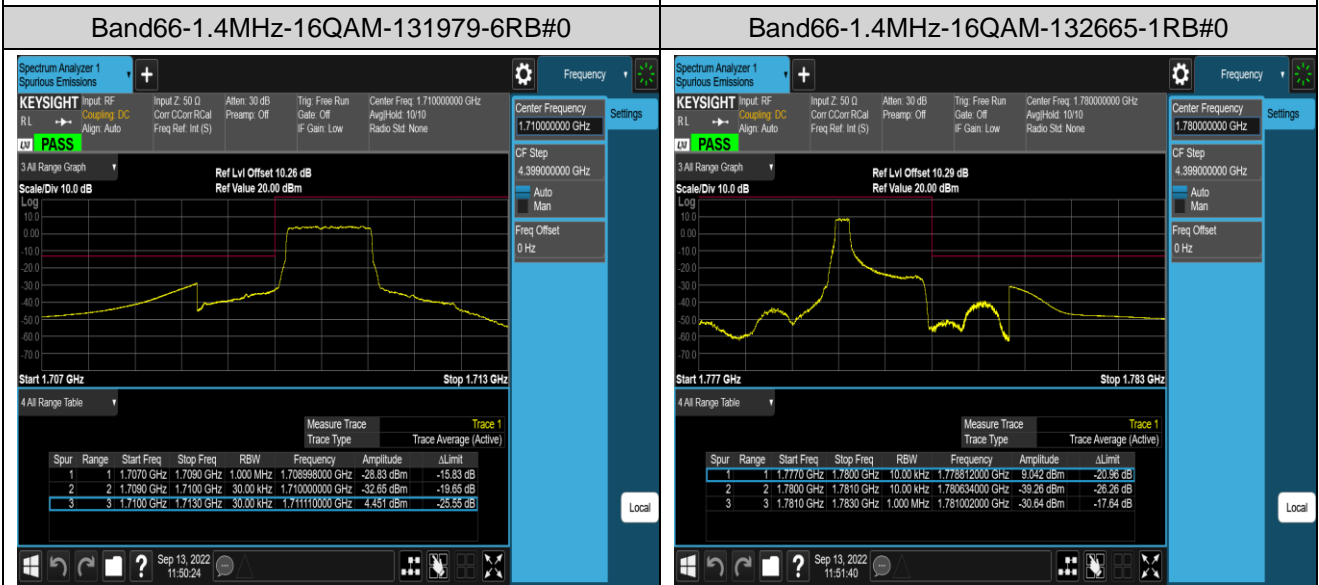 Band66-1.4MHz-16QAM-131979-6RB#0
Spectrum Analyzer 1
Spurious Emissions
+
Frequency
KEYSIGHT
RL
Input: RF
Coupling: DC
Align: Auto
Input Z: 50 Ω
Corr CCorr RCal
Freq Ref: Int (S)
Atten: 30 dB
Preamp: Off
Trig: Free Run
Gate: Off
IF Gain: Low
Center Freq: 1.710000000 GHz
Avg|Hold: 10/10
Radio Std: None
LXI PASS
Center Frequency
1.710000000 GHz
Settings
CF Step
4.399000000 GHz
Auto
Man
Freq Offset
0 Hz
3 All Range Graph
Ref Lvl Offset 10.26 dB
Scale/Div 10.0 dB
Ref Value 20.00 dBm
Log
10.0
0.00
-10.0
-20.0
-30.0
-40.0
-50.0
-60.0
-70.0
Start 1.707 GHz
Stop 1.713 GHz
4 All Range Table
Measure Trace Trace 1
Trace Type Trace Average (Active)
Spur Range Start Freq Stop Freq RBW Frequency Amplitude ΔLimit
1 1 1.7070 GHz 1.7090 GHz 1.000 MHz 1.708998000 GHz -28.83 dBm -15.83 dB
2 2 1.7090 GHz 1.7100 GHz 30.00 kHz 1.710000000 GHz -32.65 dBm -19.65 dB
3 3 1.7100 GHz 1.7130 GHz 30.00 kHz 1.711110000 GHz 4.451 dBm -25.55 dB
Local
?
Sep 13, 2022
11:50:24
Band66-1.4MHz-16QAM-132665-1RB#0
Spectrum Analyzer 1
Spurious Emissions
+
Frequency
KEYSIGHT
RL
Input: RF
Coupling: DC
Align: Auto
Input Z: 50 Ω
Corr CCorr RCal
Freq Ref: Int (S)
Atten: 30 dB
Preamp: Off
Trig: Free Run
Gate: Off
IF Gain: Low
Center Freq: 1.780000000 GHz
Avg|Hold: 10/10
Radio Std: None
LXI PASS
Center Frequency
1.780000000 GHz
Settings
CF Step
4.399000000 GHz
Auto
Man
Freq Offset
0 Hz
3 All Range Graph
Ref Lvl Offset 10.29 dB
Scale/Div 10.0 dB
Ref Value 20.00 dBm
Log
10.0
0.00
-10.0
-20.0
-30.0
-40.0
-50.0
-60.0
-70.0
Start 1.777 GHz
Stop 1.783 GHz
4 All Range Table
Measure Trace Trace 1
Trace Type Trace Average (Active)
Spur Range Start Freq Stop Freq RBW Frequency Amplitude ΔLimit
1 1 1.7770 GHz 1.7800 GHz 10.00 kHz 1.778812000 GHz 9.042 dBm -20.96 dB
2 2 1.7800 GHz 1.7810 GHz 10.00 kHz 1.780634000 GHz -39.26 dBm -26.26 dB
3 3 1.7810 GHz 1.7830 GHz 1.000 MHz 1.781002000 GHz -30.64 dBm -17.64 dB
Local
?
Sep 13, 2022
11:51:40